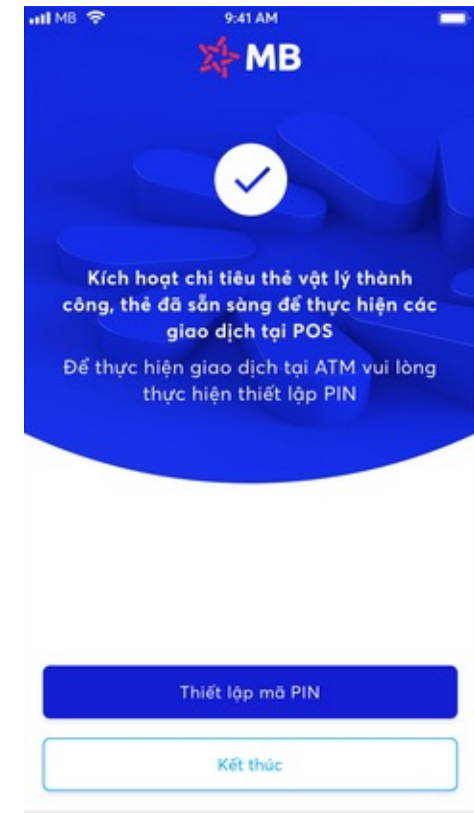 MB 9:41 AM
MB
Kích hoạt chi tiêu thẻ vật lý thành
công, thẻ đã sẵn sàng để thực hiện các
giao dịch tại POS
Để thực hiện giao dịch tại ATM vui lòng
thực hiện thiết lập PIN
Thiết lập mã PIN
Kết thúc